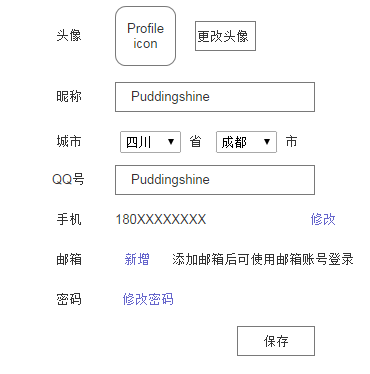 头像 Profile icon 更改头像
昵称 Puddingshine
城市 四川 省 成都 市
QQ号 Puddingshine
手机 180XXXXXXXX 修改
邮箱 新增 添加邮箱后可使用邮箱账号登录
密码 修改密码
保存